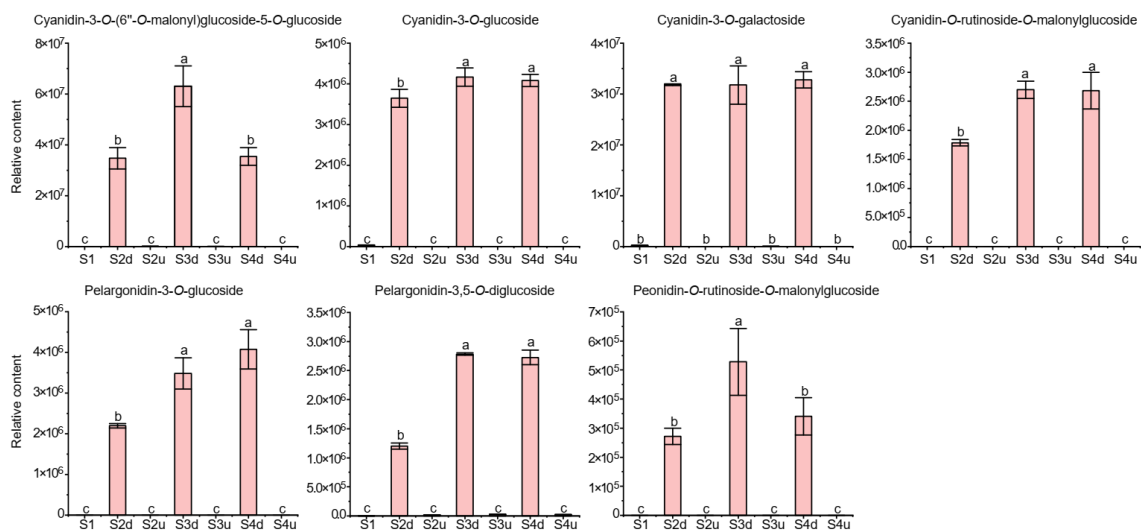 Cyanidin-3-O-(6"-O-malonyl)glucoside-5-O-glucoside
Relative content
8×10⁷
6×10⁷
4×10⁷
2×10⁷
0
c b c a c b c
S1 S2d S2u S3d S3u S4d S4u
Cyanidin-3-O-glucoside
5×10⁶
4×10⁶
3×10⁶
2×10⁶
1×10⁶
0
c b c a c a c
S1 S2d S2u S3d S3u S4d S4u
Cyanidin-3-O-galactoside
4×10⁷
3×10⁷
2×10⁷
1×10⁷
0
b a b a b a b
S1 S2d S2u S3d S3u S4d S4u
Cyanidin-O-rutinoside-O-malonylglucoside
3.5×10⁶
3.0×10⁶
2.5×10⁶
2.0×10⁶
1.5×10⁶
1.0×10⁶
5.0×10⁵
0.0
c b c a c a c
S1 S2d S2u S3d S3u S4d S4u
Pelargonidin-3-O-glucoside
Relative content
5×10⁶
4×10⁶
3×10⁶
2×10⁶
1×10⁶
0
c b c a c a c
S1 S2d S2u S3d S3u S4d S4u
Pelargonidin-3,5-O-diglucoside
3.5×10⁶
3.0×10⁶
2.5×10⁶
2.0×10⁶
1.5×10⁶
1.0×10⁶
5.0×10⁵
0.0
c b c a c a c
S1 S2d S2u S3d S3u S4d S4u
Peonidin-O-rutinoside-O-malonylglucoside
7×10⁵
6×10⁵
5×10⁵
4×10⁵
3×10⁵
2×10⁵
1×10⁵
0
c b c a c b c
S1 S2d S2u S3d S3u S4d S4u